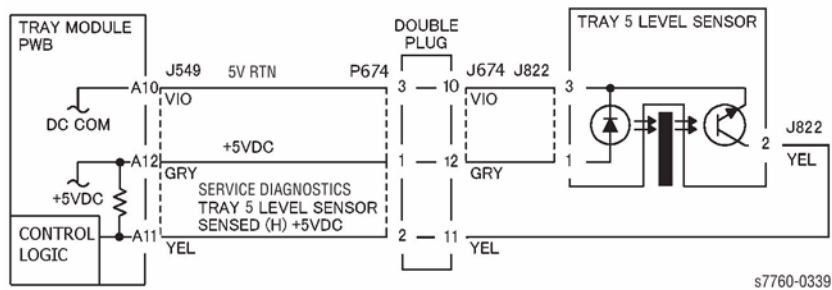 TRAY MODULE
PWB
DOUBLE
PLUG
TRAY 5 LEVEL SENSOR
J549 5V RTN P674 J674 J822
A10 3 10 3
VIO VIO
DC COM
J822
2
YEL
+5VDC
A12 1 12 1
GRY GRY
+5VDC
SERVICE DIAGNOSTICS
TRAY 5 LEVEL SENSOR
SENSED (H) +5VDC
CONTROL
LOGIC
A11 2 11
YEL YEL
s7760-0339